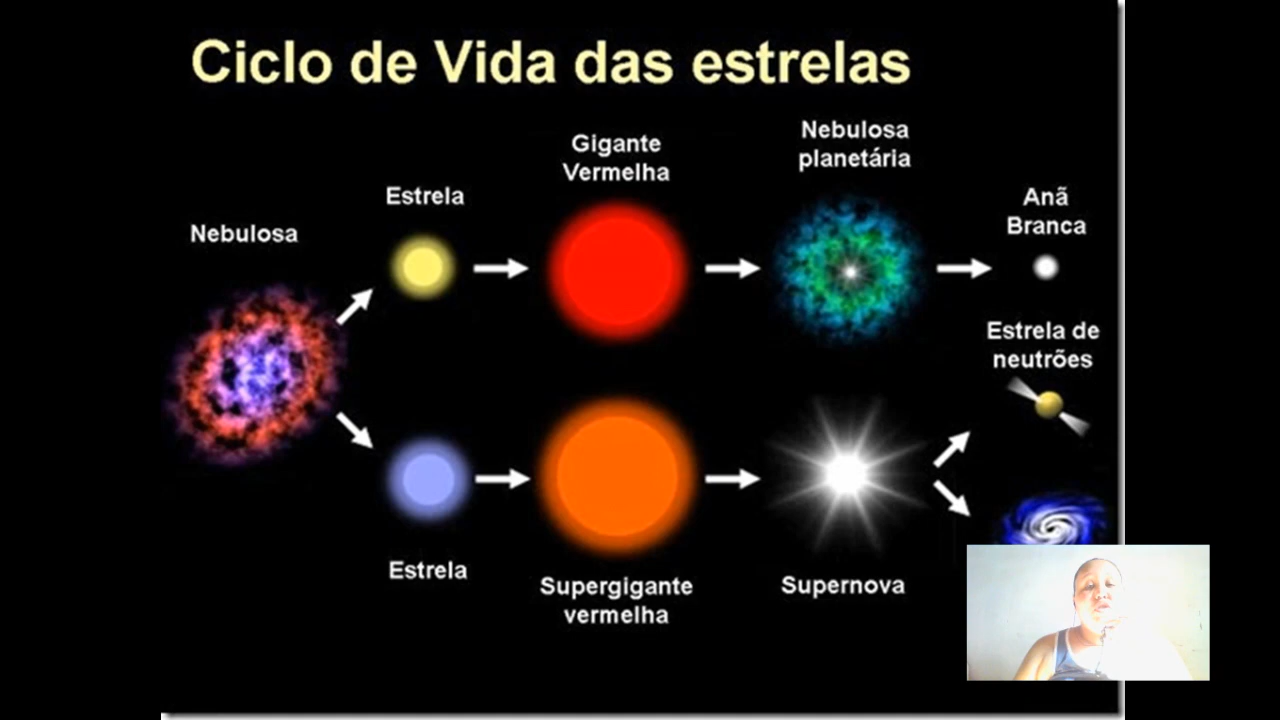 Ciclo de Vida das estrelas
Nebulosa
Estrela
Gigante
Vermelha
Nebulosa
planetária
Anã
Branca
Estrela de
neutrões
Estrela
Supergigante
vermelha
Supernova